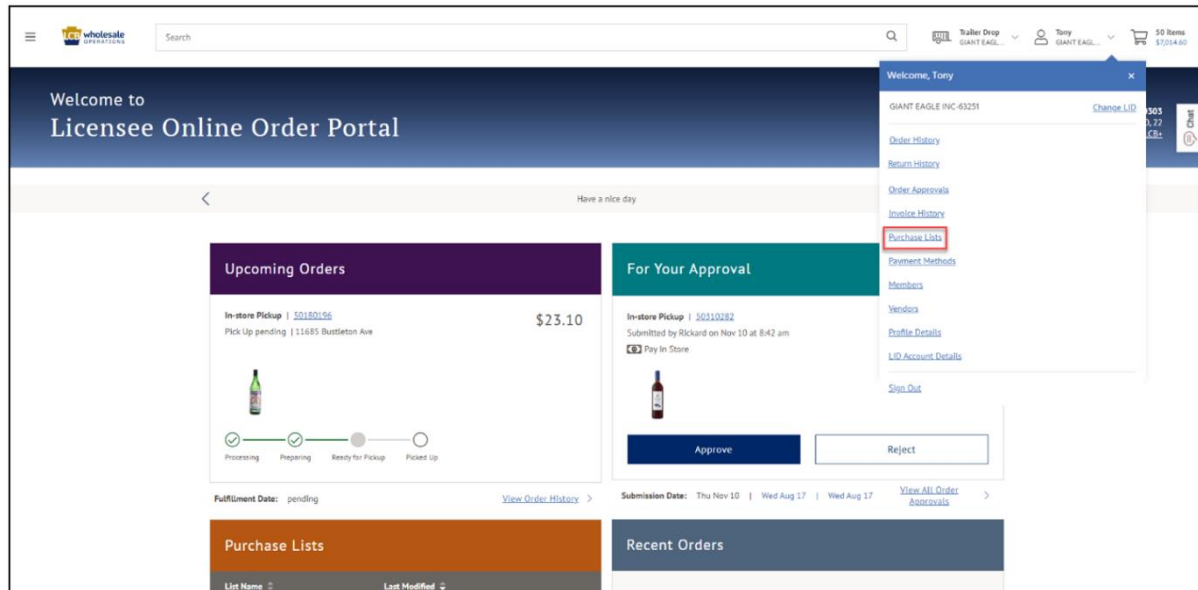 LCB wholesale
OPERATIONS
Search
Trailer Drop
GIANT EAGL...
Tony
GIANT EAGL...
50 Items
$7,014.60
Welcome to
Licensee Online Order Portal
Welcome, Tony
×
GIANT EAGLE INC-63251
Change LID
Order History
Return History
Order Approvals
Invoice History
Purchase Lists
Payment Methods
Members
Vendors
Profile Details
LID Account Details
Sign Out
), 22
CB+
Chat
Have a nice day
Upcoming Orders
In-store Pickup | 50180196
$23.10
Pick Up pending | 11685 Bustleton Ave
Processing
Preparing
Ready for Pickup
Picked Up
Fulfillment Date: pending
View Order History
For Your Approval
In-store Pickup | 50310282
Submitted by Rickard on Nov 10 at 8:42 am
Pay In Store
Approve
Reject
Submission Date: Thu Nov 10 | Wed Aug 17 | Wed Aug 17
View All Order
Approvals
Purchase Lists
List Name
Last Modified
Recent Orders